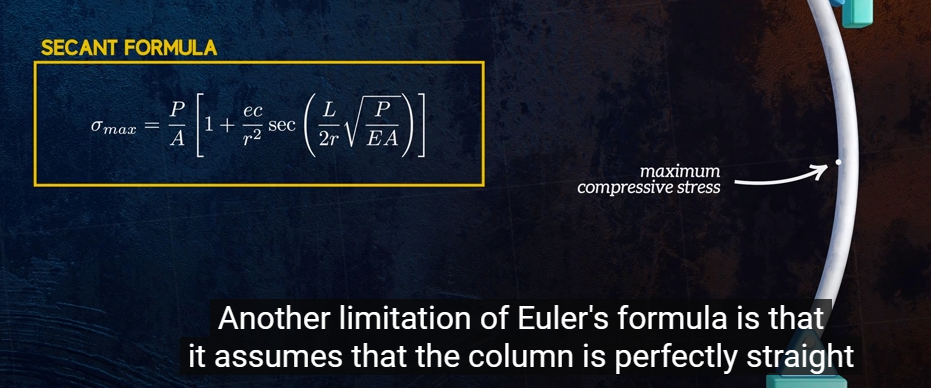 SECANT FORMULA
σmax = P/A [1 + ec/r² sec (L/2r √(P/EA))]
maximum
compressive stress
Another limitation of Euler's formula is that
it assumes that the column is perfectly straight